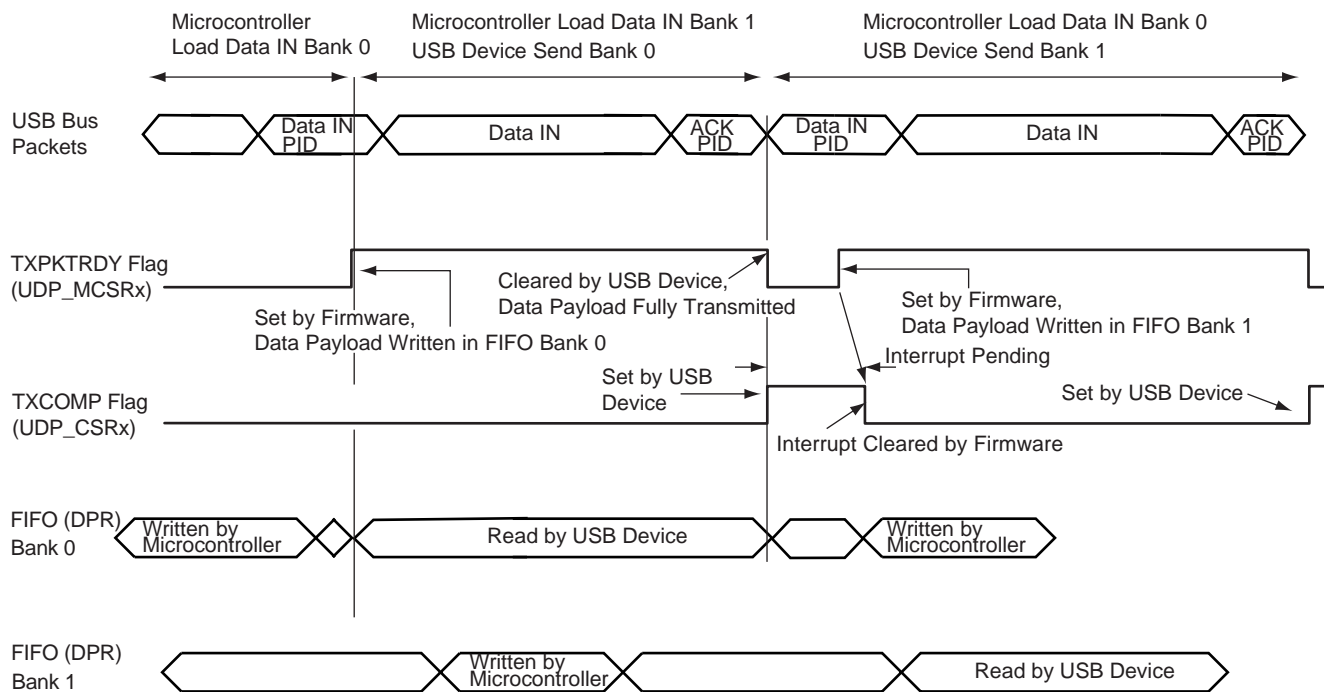 Microcontroller
Load Data IN Bank 0
Microcontroller Load Data IN Bank 1
USB Device Send Bank 0
Microcontroller Load Data IN Bank 0
USB Device Send Bank 1
USB Bus
Packets
Data IN
PID
Data IN
ACK
PID
Data IN
PID
Data IN
ACK
PID
TXPKTRDY Flag
(UDP_MCSRx)
Set by Firmware,
Data Payload Written in FIFO Bank 0
Cleared by USB Device,
Data Payload Fully Transmitted
Set by Firmware,
Data Payload Written in FIFO Bank 1
Interrupt Pending
TXCOMP Flag
(UDP_CSRx)
Set by USB
Device
Set by USB Device
Interrupt Cleared by Firmware
FIFO (DPR)
Bank 0
Written by
Microcontroller
Read by USB Device
Written by
Microcontroller
FIFO (DPR)
Bank 1
Written by
Microcontroller
Read by USB Device